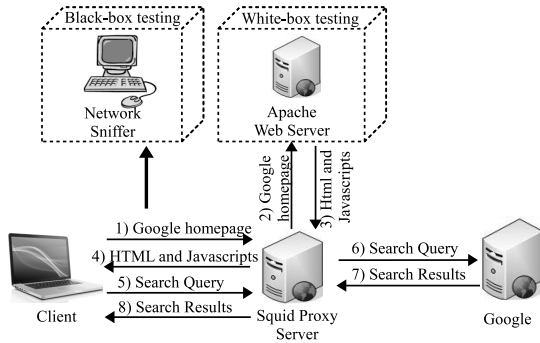 Black-box testing
White-box testing
Network
Sniffer
Apache
Web Server
2) Google
homepage
3) Html and
Javascripts
1) Google homepage
4) HTML and Javascripts
5) Search Query
8) Search Results
6) Search Query
7) Search Results
Client
Squid Proxy
Server
Google